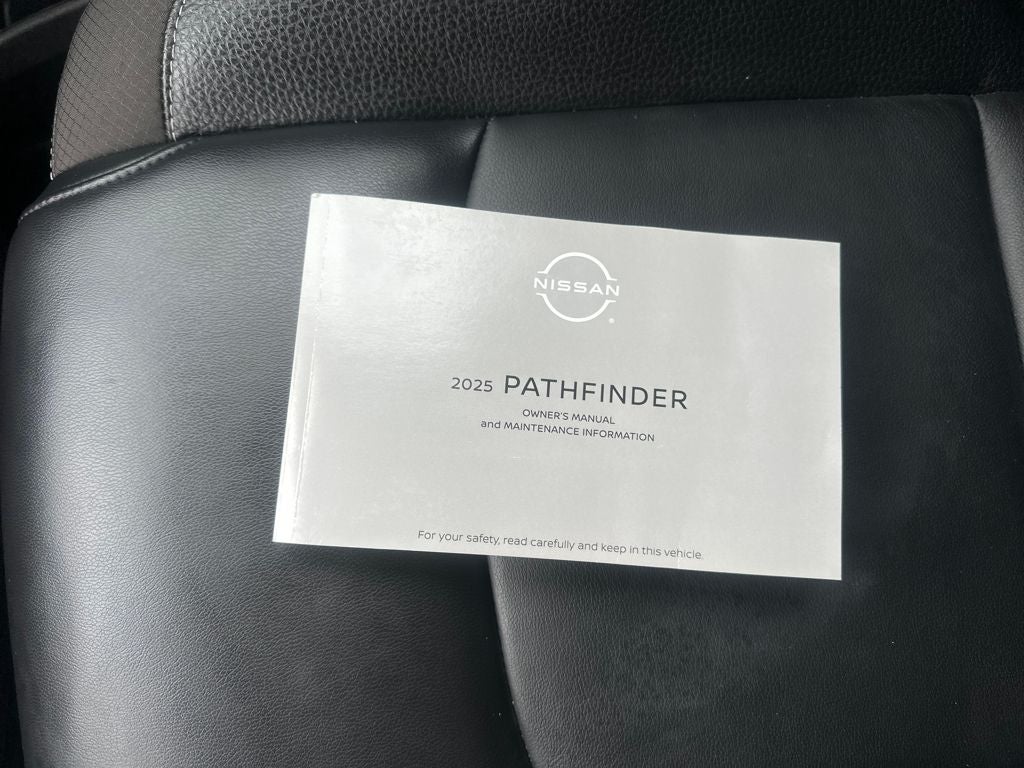 NISSAN
®
2025 PATHFINDER
OWNER'S MANUAL
and MAINTENANCE INFORMATION
For your safety, read carefully and keep in this vehicle.